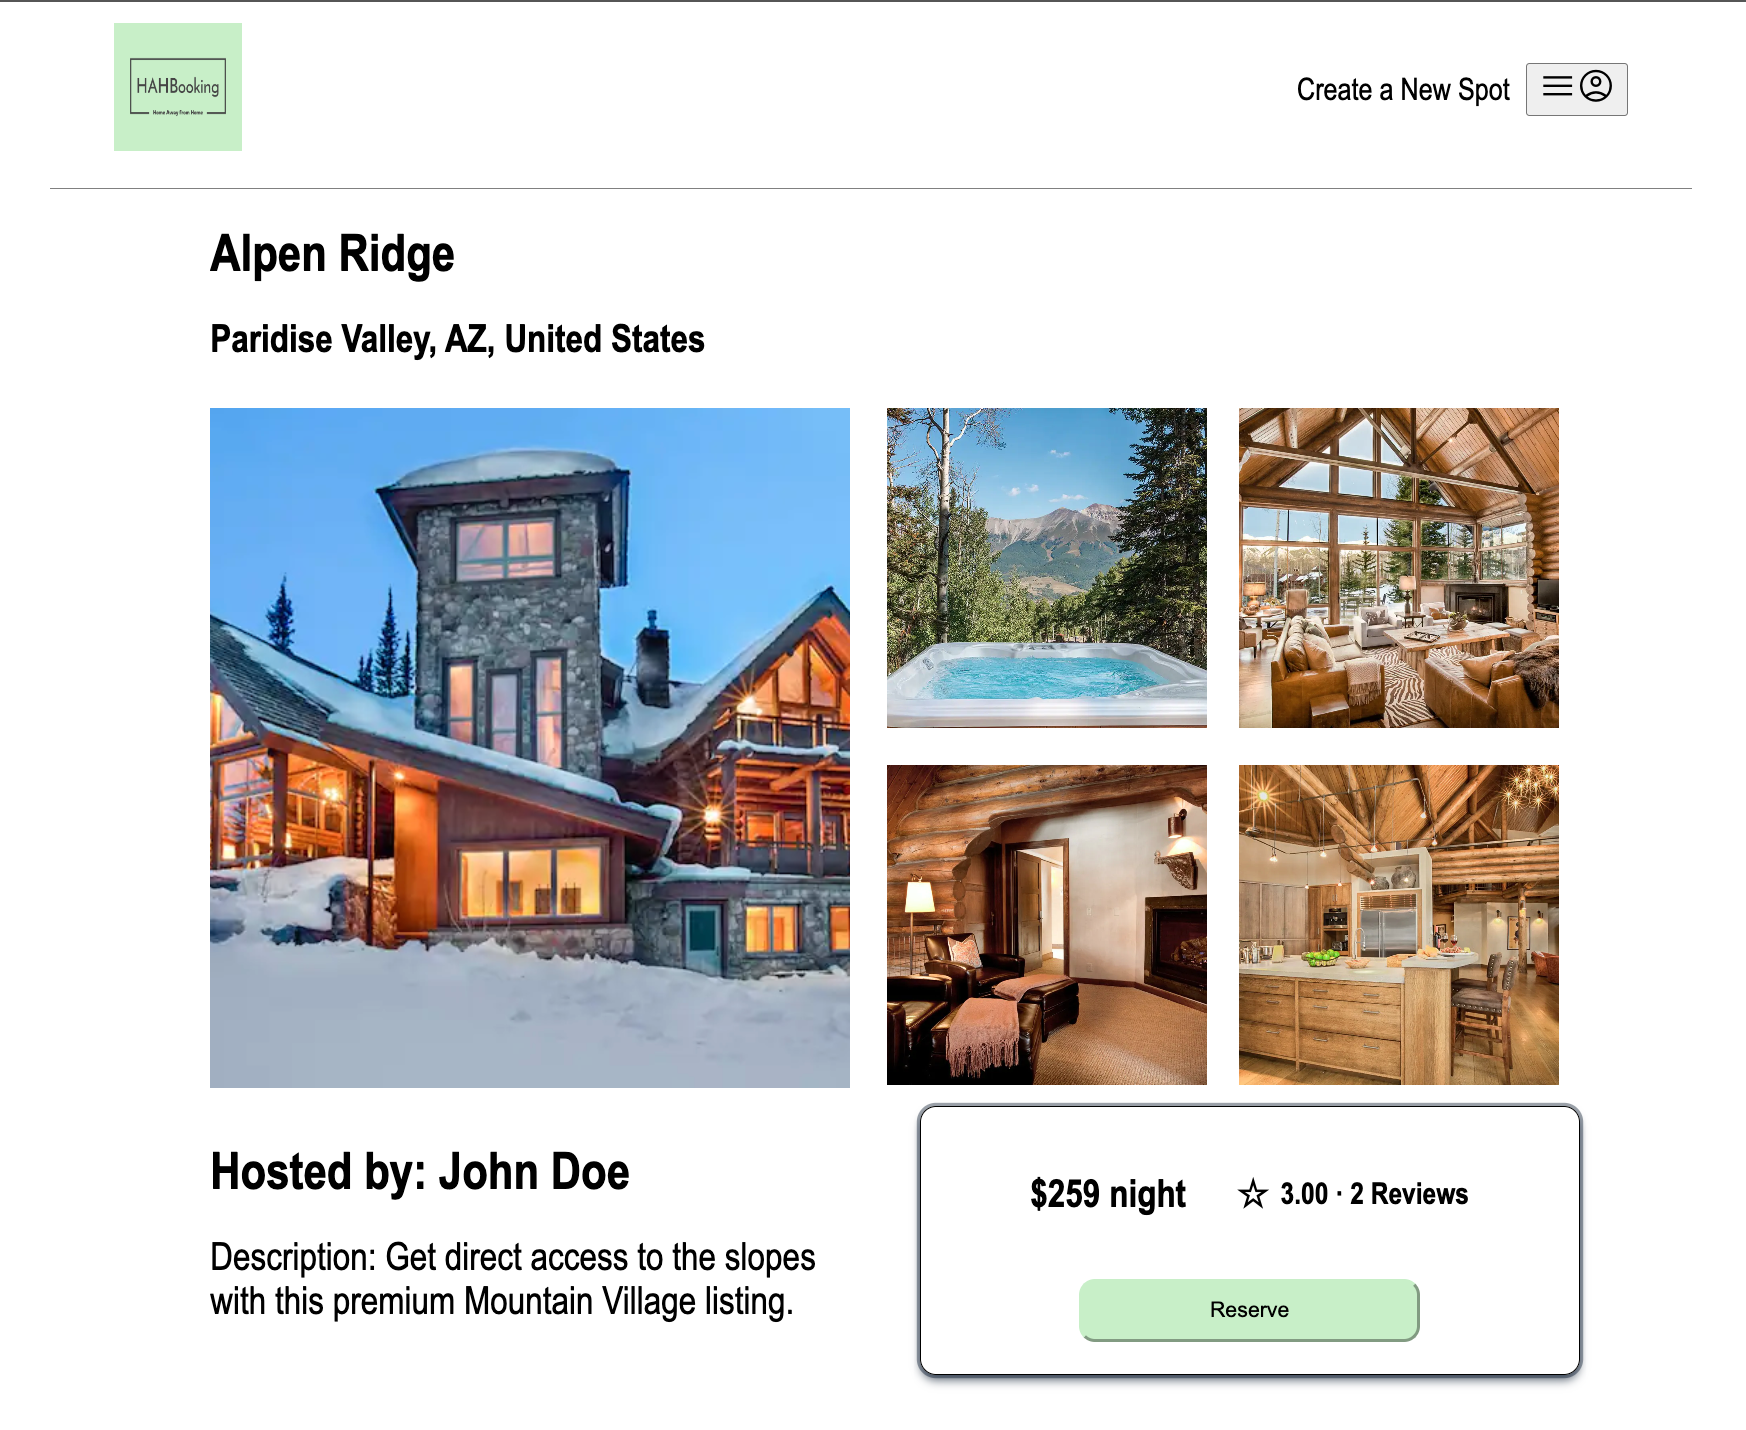 HAHBooking
Home Away From Home
Create a New Spot
Alpen Ridge
Paridise Valley, AZ, United States
Hosted by: John Doe
Description: Get direct access to the slopes
with this premium Mountain Village listing.
$259 night ☆ 3.00 · 2 Reviews
Reserve